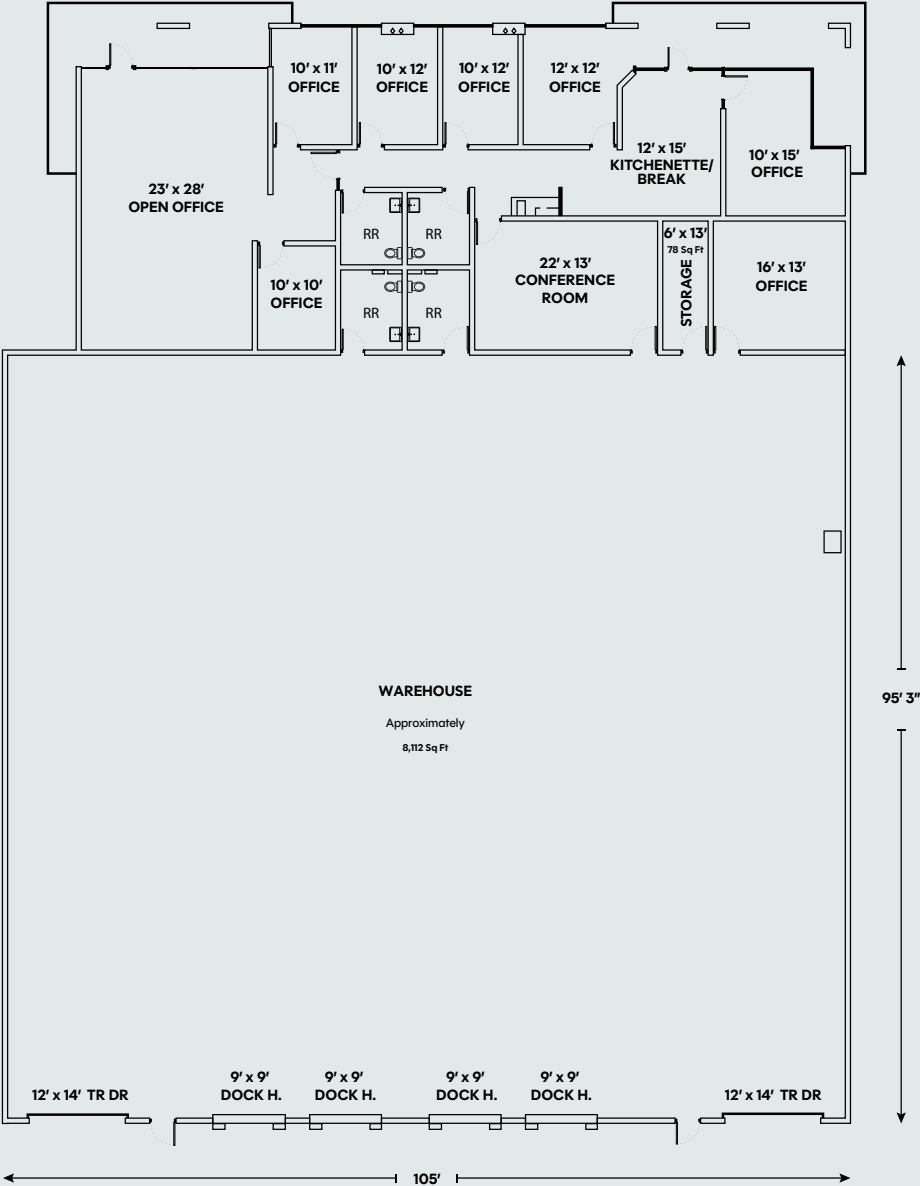 10' x 11'
OFFICE
10' x 12'
OFFICE
10' x 12'
OFFICE
12' x 12'
OFFICE
12' x 15'
KITCHENETTE/
BREAK
10' x 15'
OFFICE
23' x 28'
OPEN OFFICE
RR
RR
6' x 13'
78 Sq Ft
STORAGE
22' x 13'
CONFERENCE
ROOM
16' x 13'
OFFICE
10' x 10'
OFFICE
RR
RR
WAREHOUSE
Approximately
8,112 Sq Ft
95' 3"
12' x 14' TR DR
9' x 9'
DOCK H.
9' x 9'
DOCK H.
9' x 9'
DOCK H.
9' x 9'
DOCK H.
12' x 14' TR DR
105'